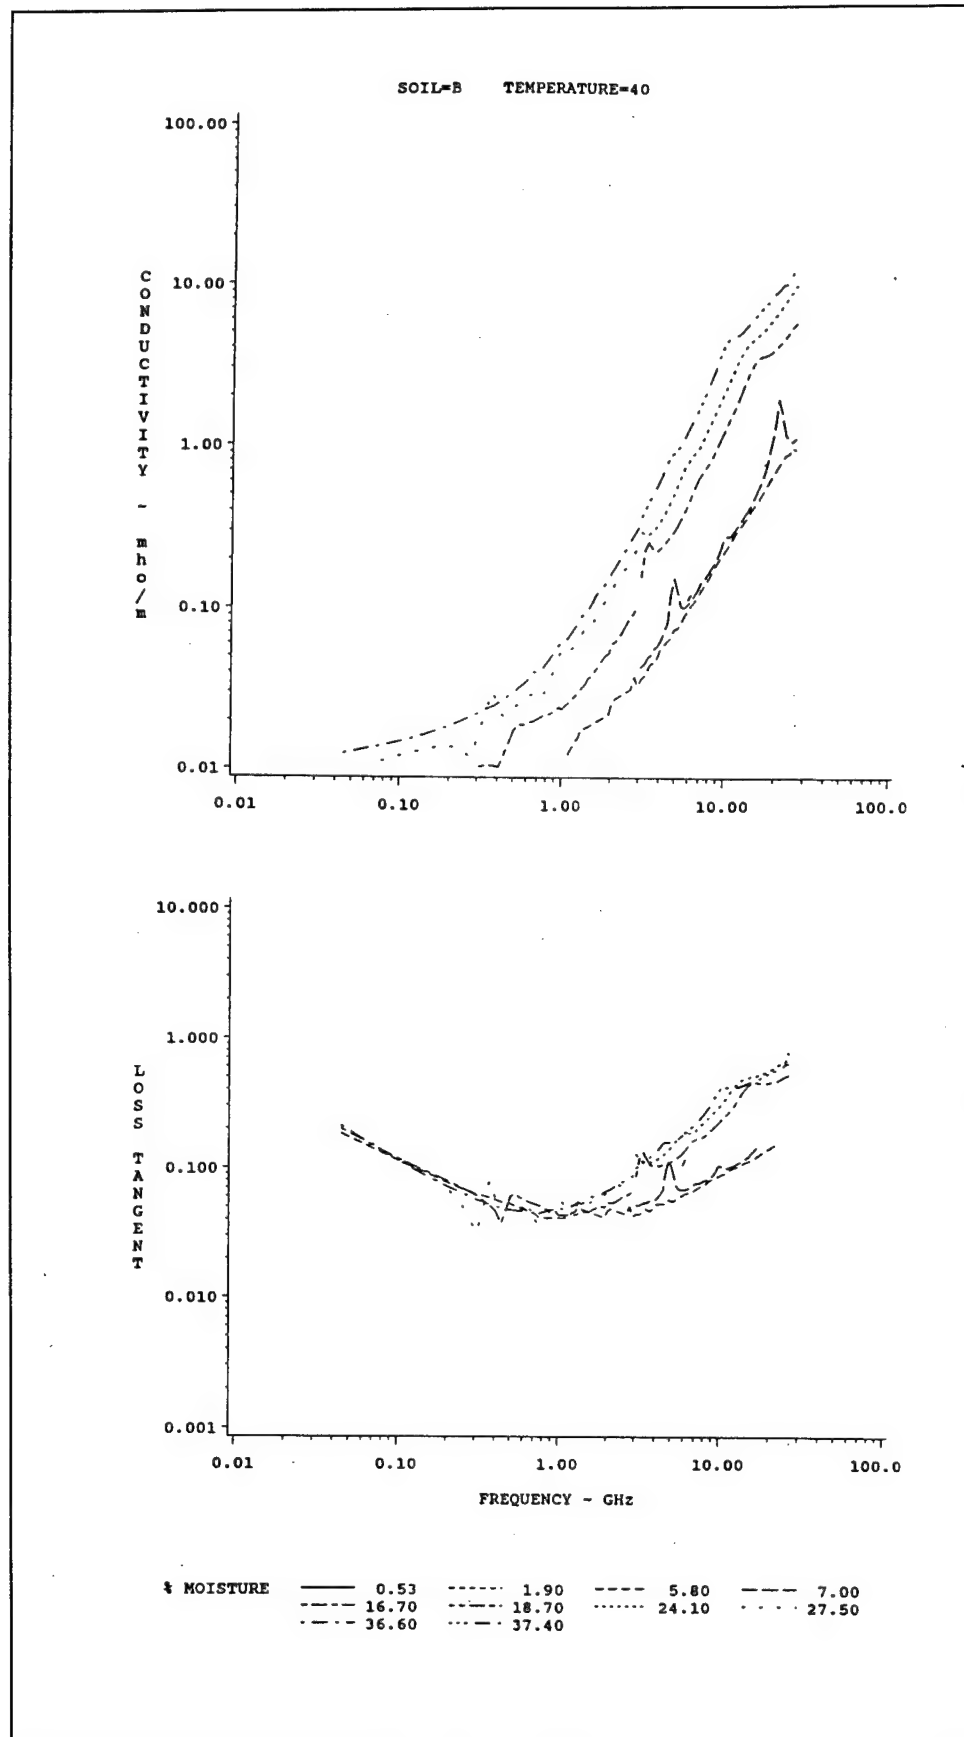 SOIL=B TEMPERATURE=40
100.00
10.00
1.00
0.10
0.01
CONDUCTIVITY ~ mho/m
0.01 0.10 1.00 10.00 100.0
10.000
1.000
0.100
0.010
0.001
LOSS TANGENT
0.01 0.10 1.00 10.00 100.0
FREQUENCY ~ GHz
% MOISTURE 0.53 1.90 5.80 7.00
16.70 18.70 24.10 27.50
36.60 37.40